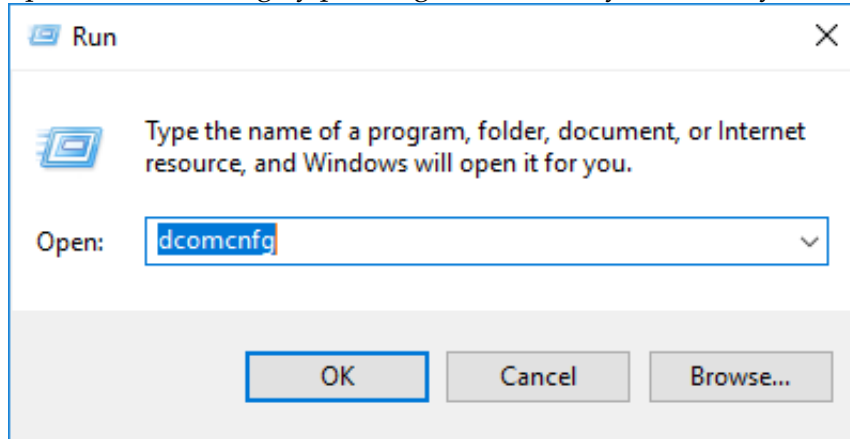 Run
Type the name of a program, folder, document, or Internet
resource, and Windows will open it for you.
Open:
dcomcnfg
OK
Cancel
Browse...